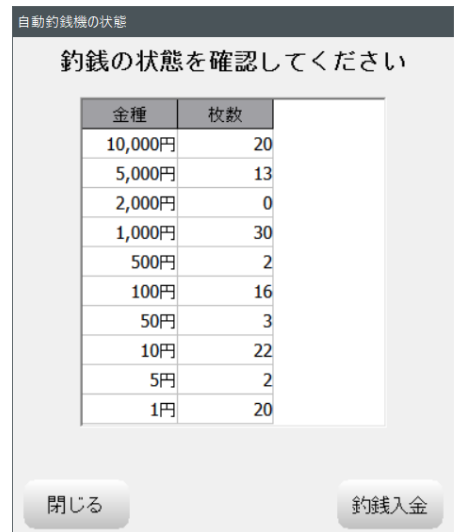 自動釣銭機の状態
釣銭の状態を確認してください
金種 枚数
10,000円 20
5,000円 13
2,000円 0
1,000円 30
500円 2
100円 16
50円 3
10円 22
5円 2
1円 20
閉じる 釣銭入金